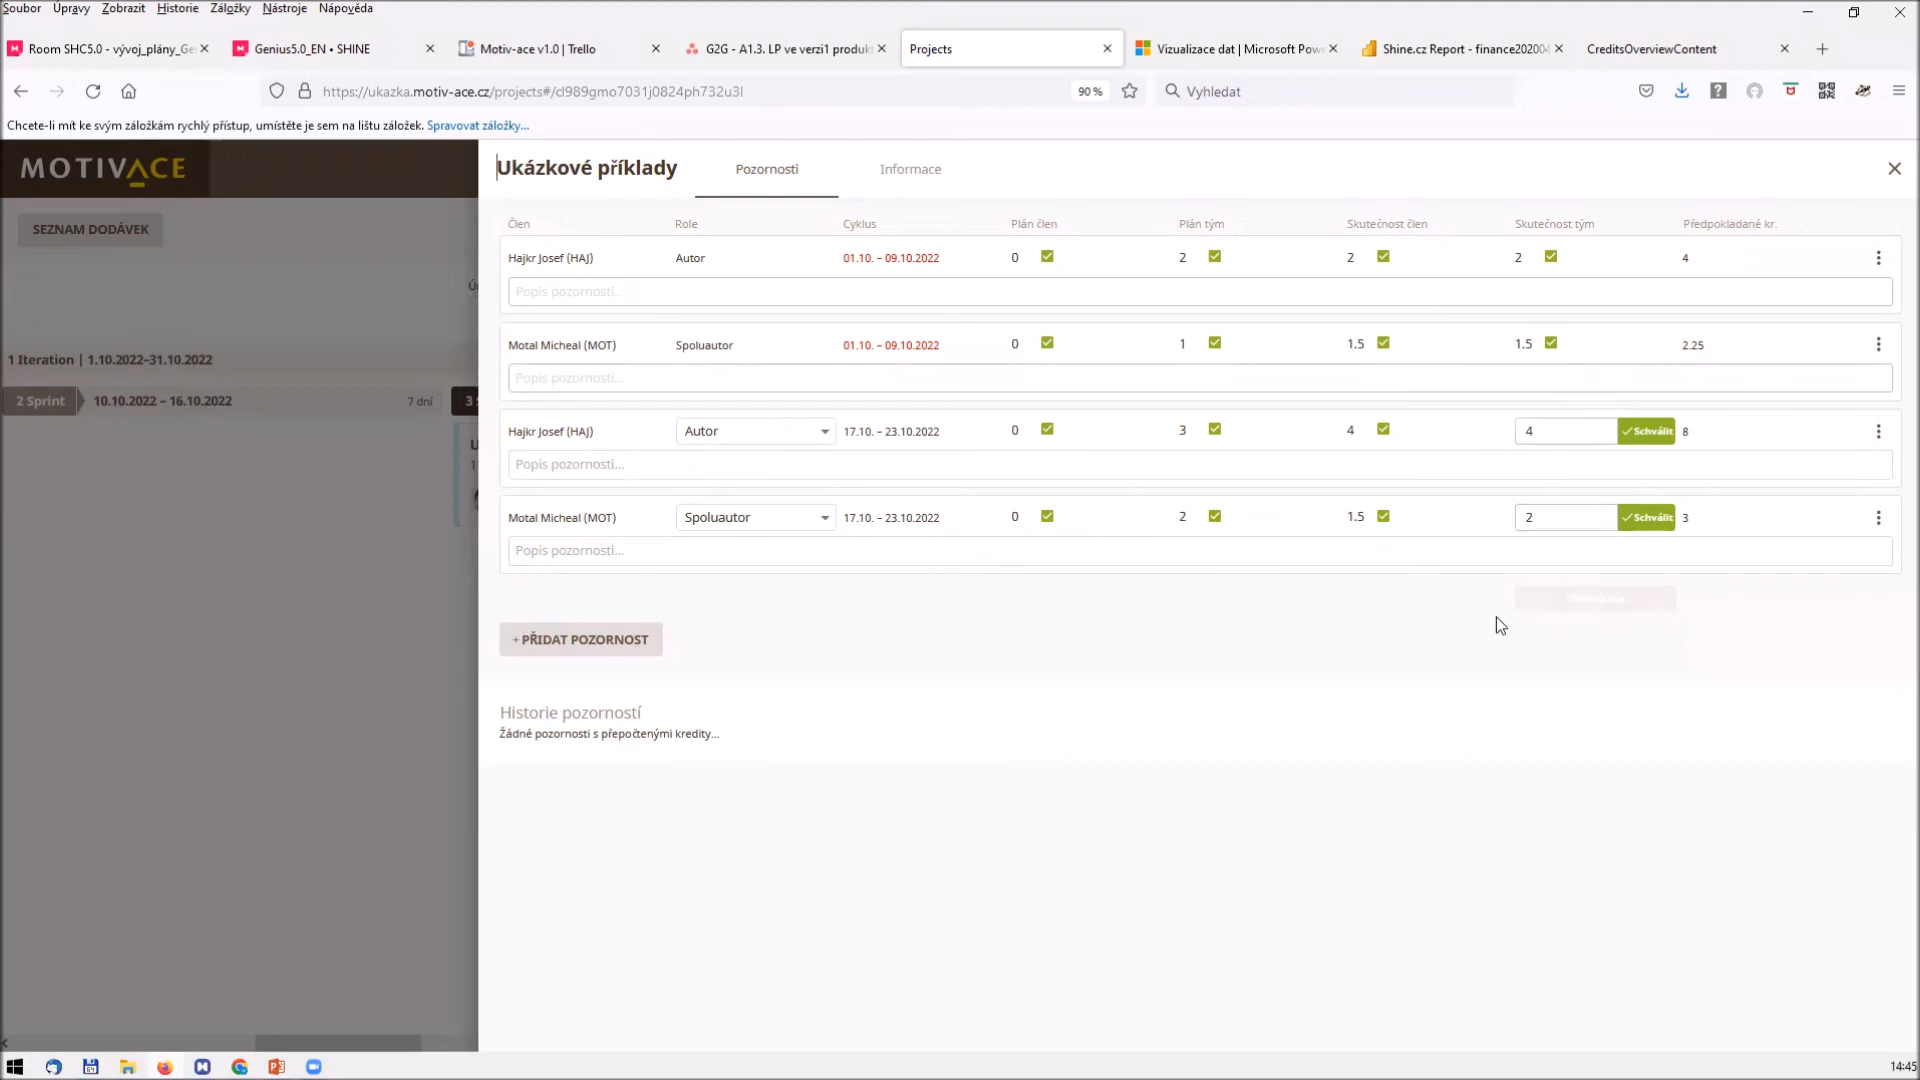 Soubor Úpravy Zobrazit Historie Záložky Nástroje Nápověda
Room SHC5.0 - vývoj_plány_Ge
Genius5.0_EN • SHINE
Motiv-ace v1.0 | Trello
G2G - A1.3. LP ve verzi1 produkt
Projects
Vizualizace dat | Microsoft Pow
Shine.cz Report - finance202004
CreditsOverviewContent
https://ukazka.motiv-ace.cz/projects#/cl989gmo7031j0824ph732u3l
90 %
Vyhledat
Chcete-li mít ke svým záložkám rychlý přístup, umístěte je sem na lištu záložek. Spravovat záložky...
MOTIVACE
SEZNAM DODÁVEK
1 Iteration | 1.10.2022–31.10.2022
2 Sprint 10.10.2022 – 16.10.2022 7 dní 3
Ukázkové příklady Pozornosti Informace
Člen Role Cyklus Plán člen Plán tým Skutečnost člen Skutečnost tým Předpokladané kr.
Hajkr Josef (HAJ) Autor 01.10. – 09.10.2022 0 2 2 2 4
Popis pozornosti...
Motal Micheal (MOT) Spoluautor 01.10. – 09.10.2022 0 1 1.5 1.5 2.25
Popis pozornosti...
Hajkr Josef (HAJ) Autor 17.10. – 23.10.2022 0 3 4 4 Schválit 8
Popis pozornosti...
Motal Micheal (MOT) Spoluautor 17.10. – 23.10.2022 0 2 1.5 2 Schválit 3
Popis pozornosti...
+ PŘIDAT POZORNOST
Historie pozorností
Žádné pozornosti s přepočtenými kredity...
14:45